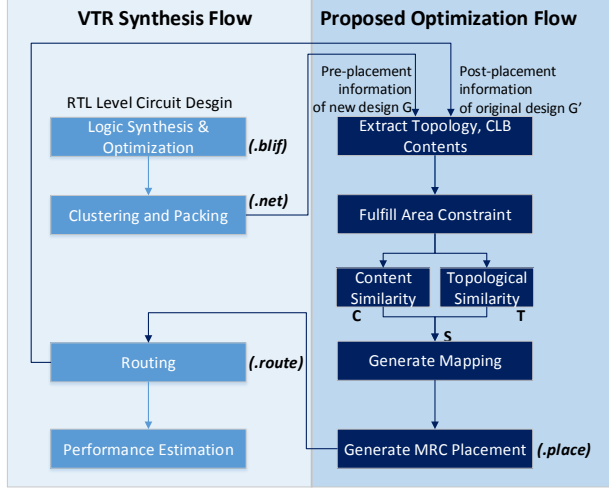 VTR Synthesis Flow
Proposed Optimization Flow
Pre-placement
information
of new design G
Post-placement
information
of original design G’
RTL Level Circuit Desgin
Logic Synthesis &
Optimization
(.blif)
Extract Topology, CLB
Contents
Clustering and Packing
(.net)
Fulfill Area Constraint
Content
Similarity
Topological
Similarity
C
T
S
Routing
(.route)
Generate Mapping
Performance Estimation
Generate MRC Placement
(.place)